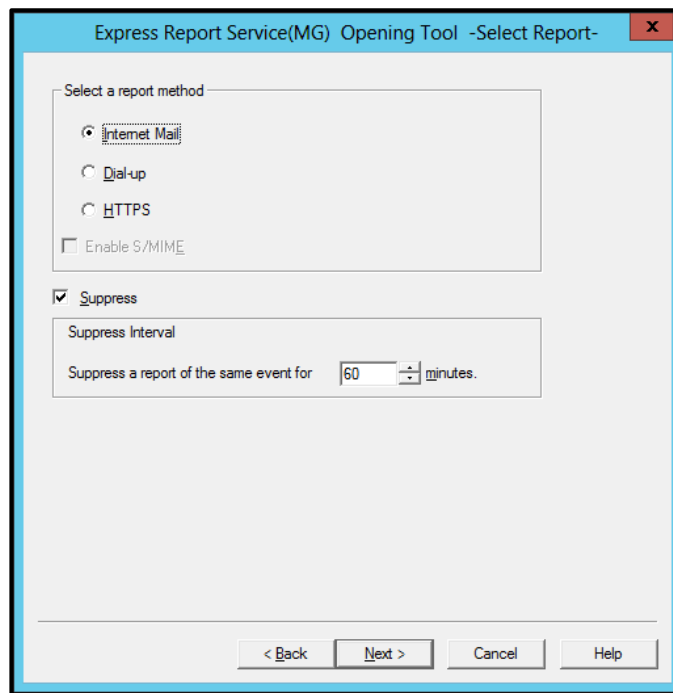 Express Report Service(MG) Opening Tool -Select Report-
x
Select a report method
Internet Mail
Dial-up
HTTPS
Enable S/MIME
Suppress
Suppress Interval
Suppress a report of the same event for 60 minutes.
< Back Next > Cancel Help